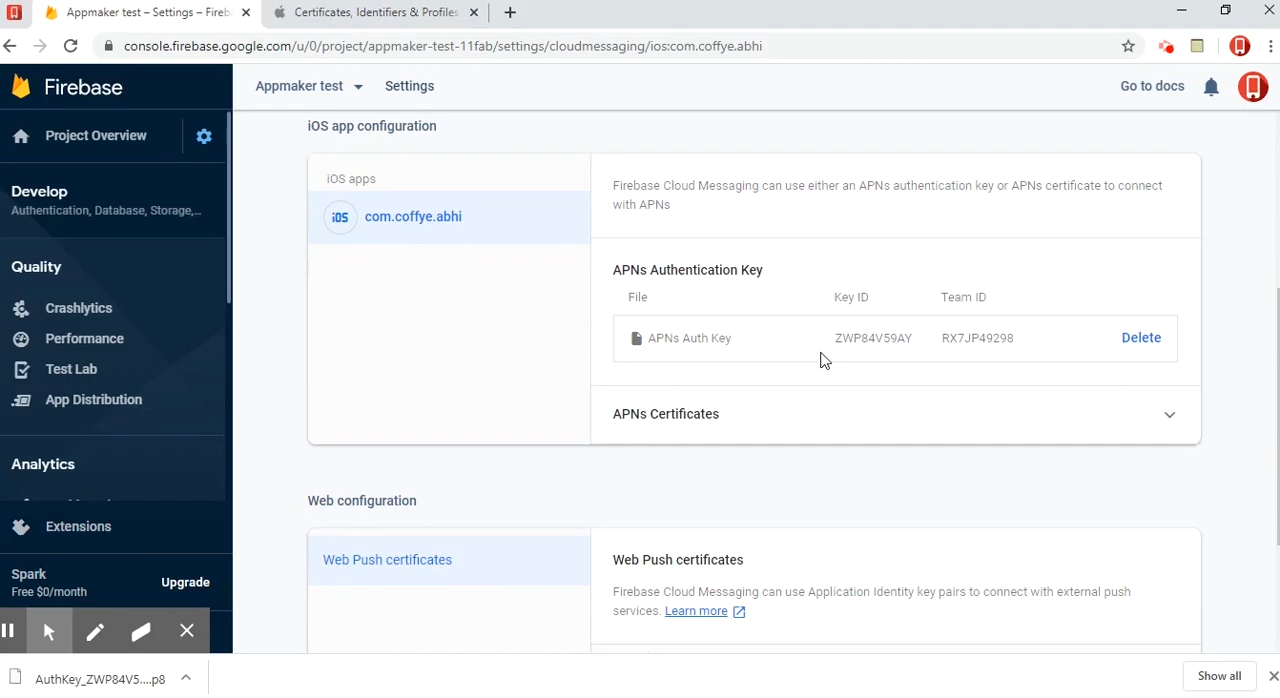 Appmaker test – Settings – Fireb
Certificates, Identifiers & Profiles
console.firebase.google.com/u/0/project/appmaker-test-11fab/settings/cloudmessaging/ios:com.coffye.abhi
Firebase
Appmaker test
Settings
Go to docs
Project Overview
Develop
Authentication, Database, Storage,...
Quality
Crashlytics
Performance
Test Lab
App Distribution
Analytics
Extensions
Spark
Free $0/month
Upgrade
iOS app configuration
iOS apps
iOS
com.coffye.abhi
Firebase Cloud Messaging can use either an APNs authentication key or APNs certificate to connect
with APNs
APNs Authentication Key
File
Key ID
Team ID
APNs Auth Key
ZWP84V59AY
RX7JP49298
Delete
APNs Certificates
Web configuration
Web Push certificates
Web Push certificates
Firebase Cloud Messaging can use Application Identity key pairs to connect with external push
services. Learn more
AuthKey_ZWP84V5....p8
Show all